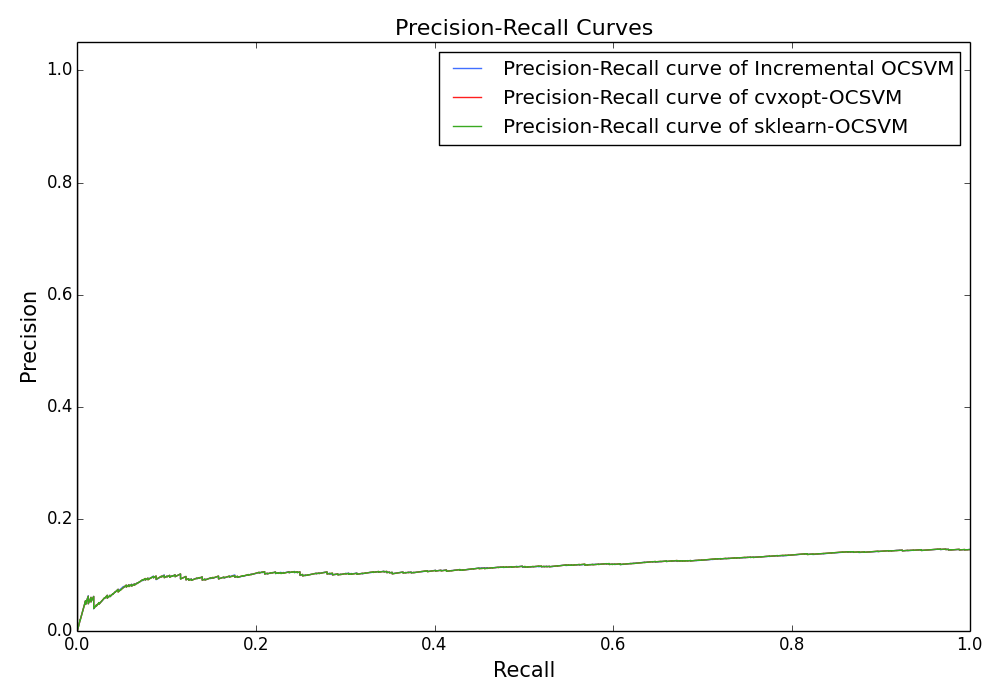 Precision-Recall Curves
Precision-Recall curve of Incremental OCSVM
Precision-Recall curve of cvxopt-OCSVM
Precision-Recall curve of sklearn-OCSVM
Precision
1.0
0.8
0.6
0.4
0.2
0.0
0.0 0.2 0.4 0.6 0.8 1.0
Recall